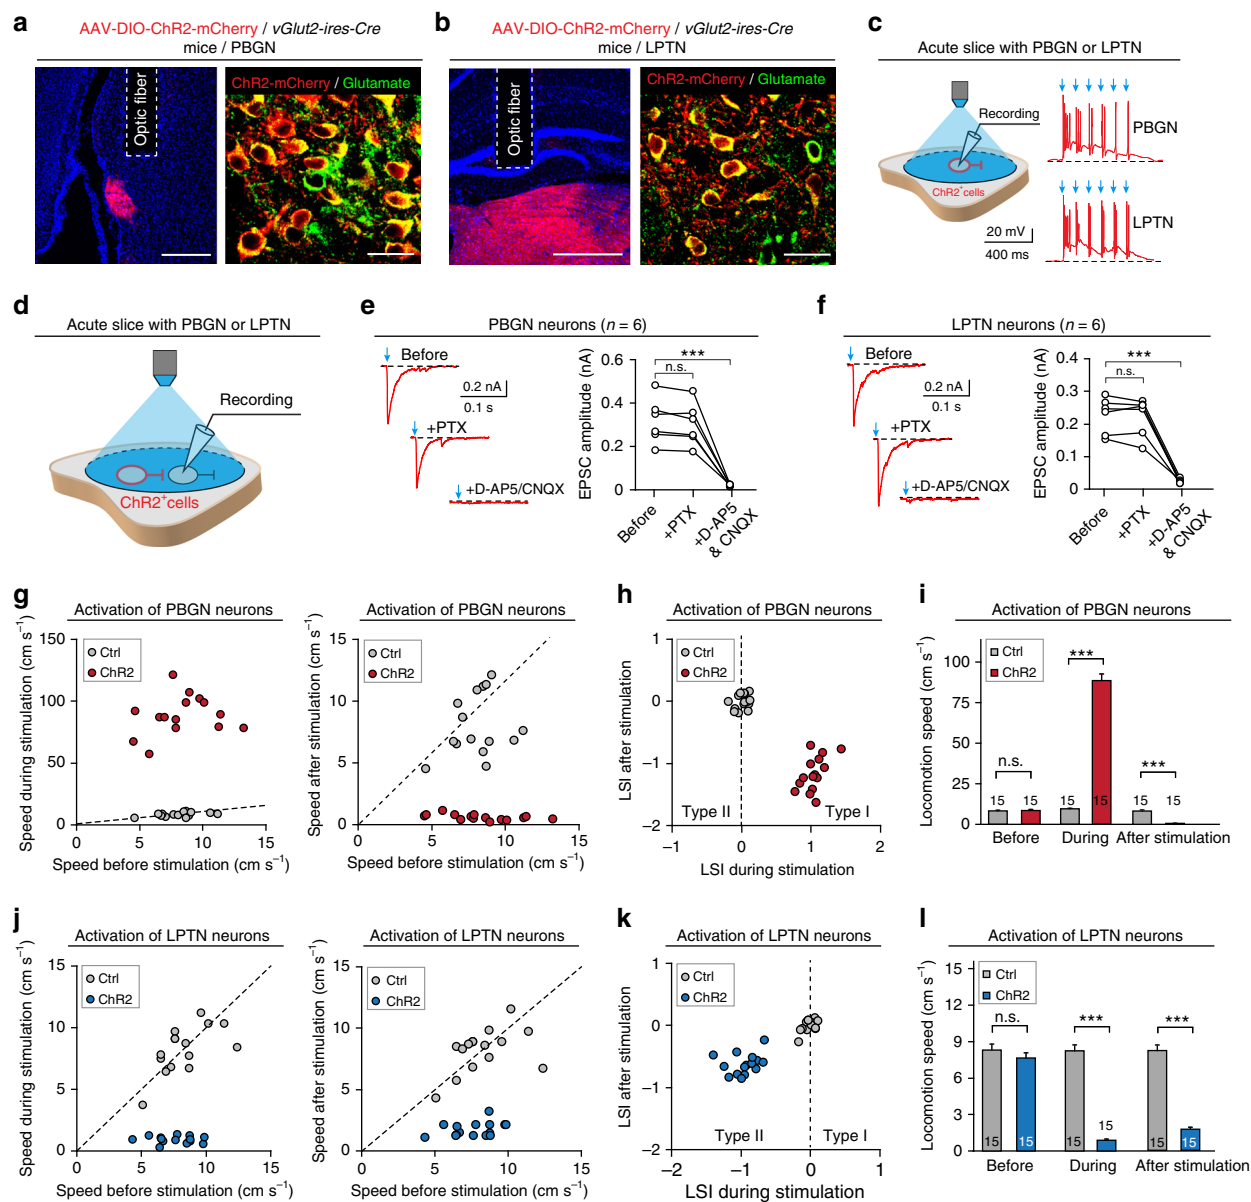 a
AAV-DIO-ChR2-mCherry / vGlut2-ires-Cre
mice / PBGN
Optic fiber
ChR2-mCherry / Glutamate
b
AAV-DIO-ChR2-mCherry / vGlut2-ires-Cre
mice / LPTN
Optic fiber
ChR2-mCherry / Glutamate
c
Acute slice with PBGN or LPTN
Recording
ChR2⁺cells
PBGN
LPTN
20 mV
400 ms
d
Acute slice with PBGN or LPTN
Recording
ChR2⁺cells
e
PBGN neurons (n = 6)
Before
0.2 nA
0.1 s
+PTX
+D-AP5/CNQX
EPSC amplitude (nA)
0.6
0.4
0.2
0
***
n.s.
Before
+PTX
+D-AP5
& CNQX
f
LPTN neurons (n = 6)
Before
0.2 nA
0.1 s
+PTX
+D-AP5/CNQX
EPSC amplitude (nA)
0.4
0.3
0.2
0.1
0
***
n.s.
Before
+PTX
+D-AP5
& CNQX
g
Activation of PBGN neurons
Speed during stimulation (cm s⁻¹)
150
100
50
0
Ctrl
ChR2
0 5 10 15
Speed before stimulation (cm s⁻¹)
Activation of PBGN neurons
Speed after stimulation (cm s⁻¹)
15
10
5
0
Ctrl
ChR2
0 5 10 15
Speed before stimulation (cm s⁻¹)
h
Activation of PBGN neurons
LSI after stimulation
1
0
−1
−2
Ctrl
ChR2
Type II
Type I
−1 0 1 2
LSI during stimulation
i
Activation of PBGN neurons
Locomotion speed (cm s⁻¹)
100
75
50
25
0
Ctrl
ChR2
n.s.
***
***
15 15 15 15 15 15
Before During After stimulation
j
Activation of LPTN neurons
Speed during stimulation (cm s⁻¹)
15
10
5
0
Ctrl
ChR2
0 5 10 15
Speed before stimulation (cm s⁻¹)
Activation of LPTN neurons
Speed after stimulation (cm s⁻¹)
15
10
5
0
Ctrl
ChR2
0 5 10 15
Speed before stimulation (cm s⁻¹)
k
Activation of LPTN neurons
LSI after stimulation
1
0
−1
−2
Ctrl
ChR2
Type II
Type I
−2 −1 0 1
LSI during stimulation
l
Activation of LPTN neurons
Locomotion speed (cm s⁻¹)
15
12
9
6
3
0
Ctrl
ChR2
n.s.
***
***
15 15 15 15 15 15
Before During After stimulation